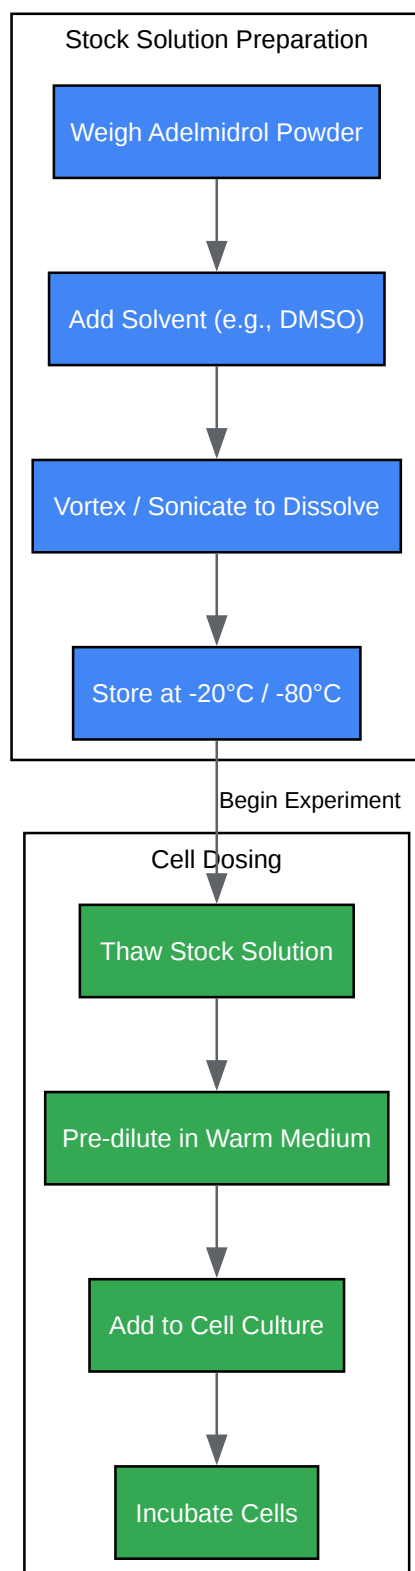 Stock Solution Preparation
Weigh Adelmidrol Powder
Add Solvent (e.g., DMSO)
Vortex / Sonicate to Dissolve
Store at -20°C / -80°C
Begin Experiment
Cell Dosing
Thaw Stock Solution
Pre-dilute in Warm Medium
Add to Cell Culture
Incubate Cells